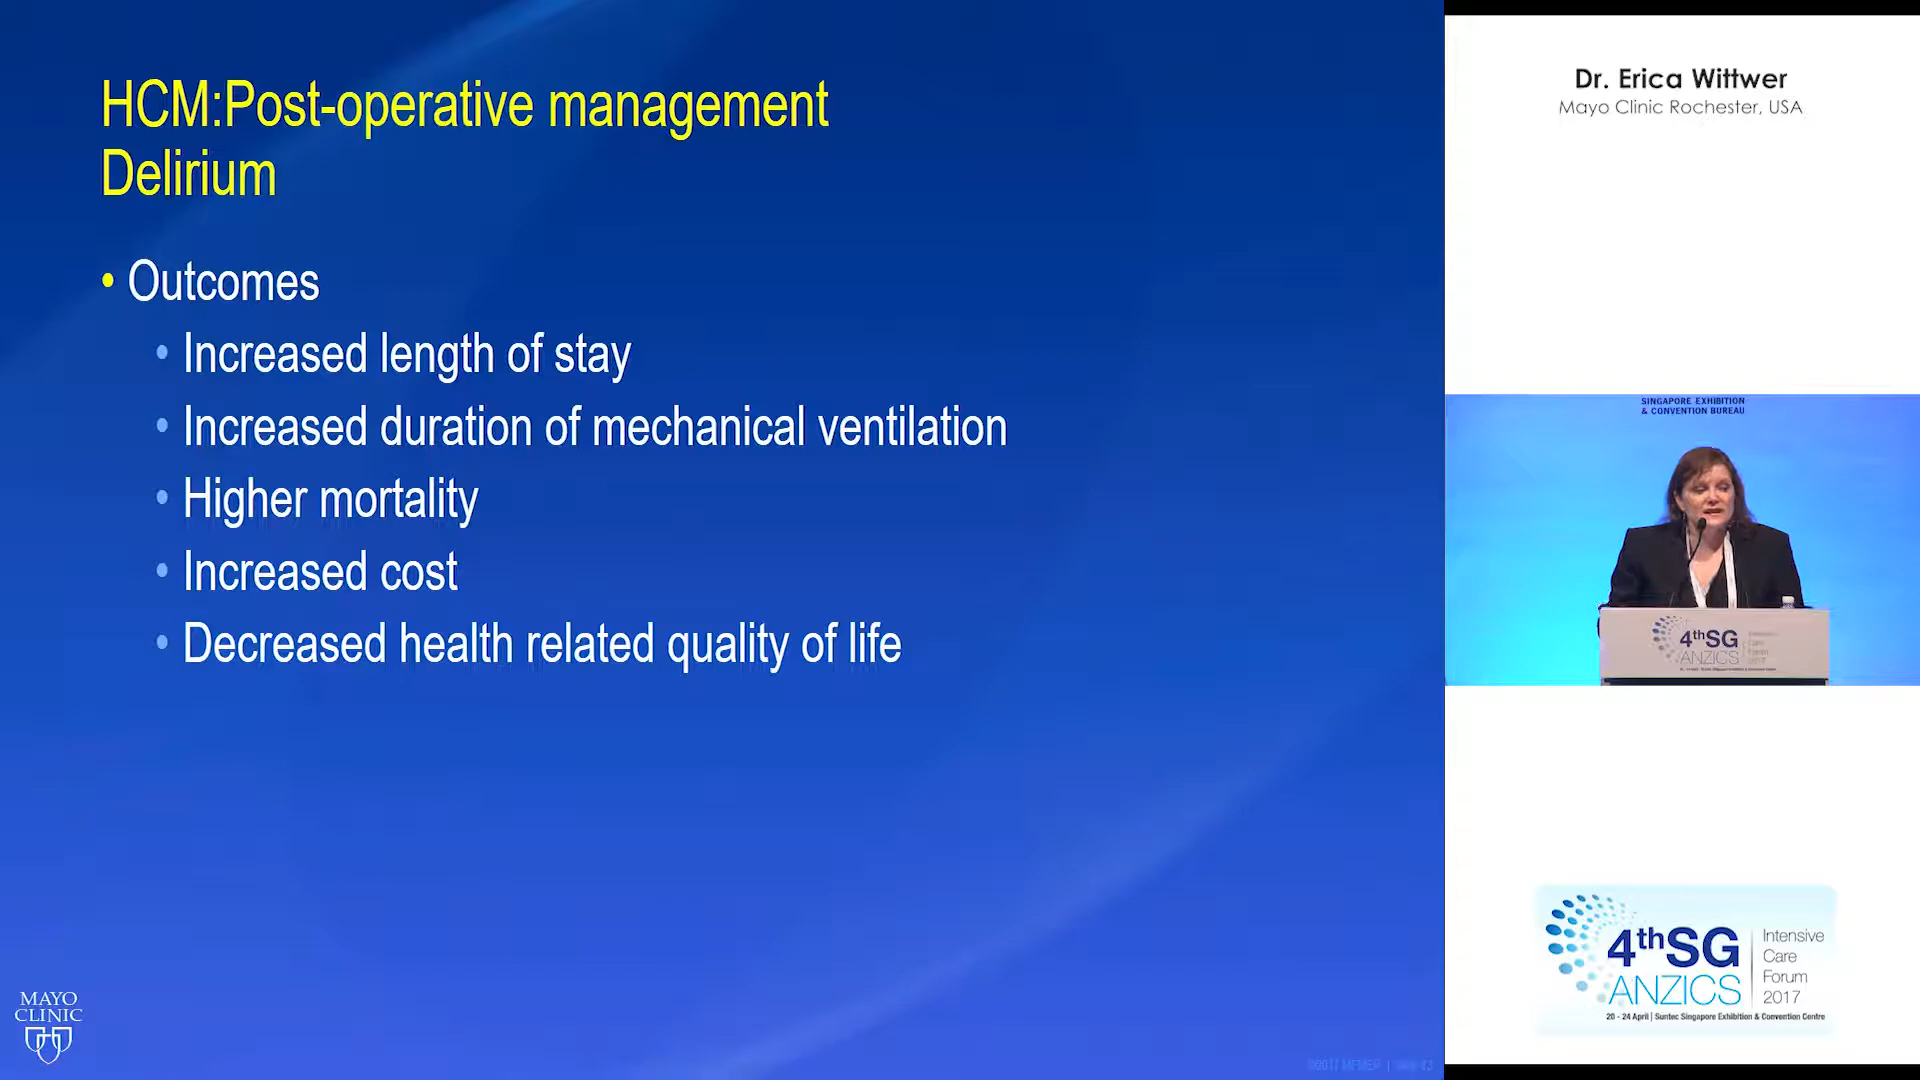 HCM:Post-operative management
Delirium
• Outcomes
• Increased length of stay
• Increased duration of mechanical ventilation
• Higher mortality
• Increased cost
• Decreased health related quality of life
MAYO
CLINIC
Dr. Erica Wittwer
Mayo Clinic Rochester, USA
SINGAPORE EXHIBITION
& CONVENTION BUREAU
4thSG
ANZICS
4thSG
ANZICS
Intensive
Care
Forum
2017
20 - 24 April | Suntec Singapore Exhibition & Convention Centre